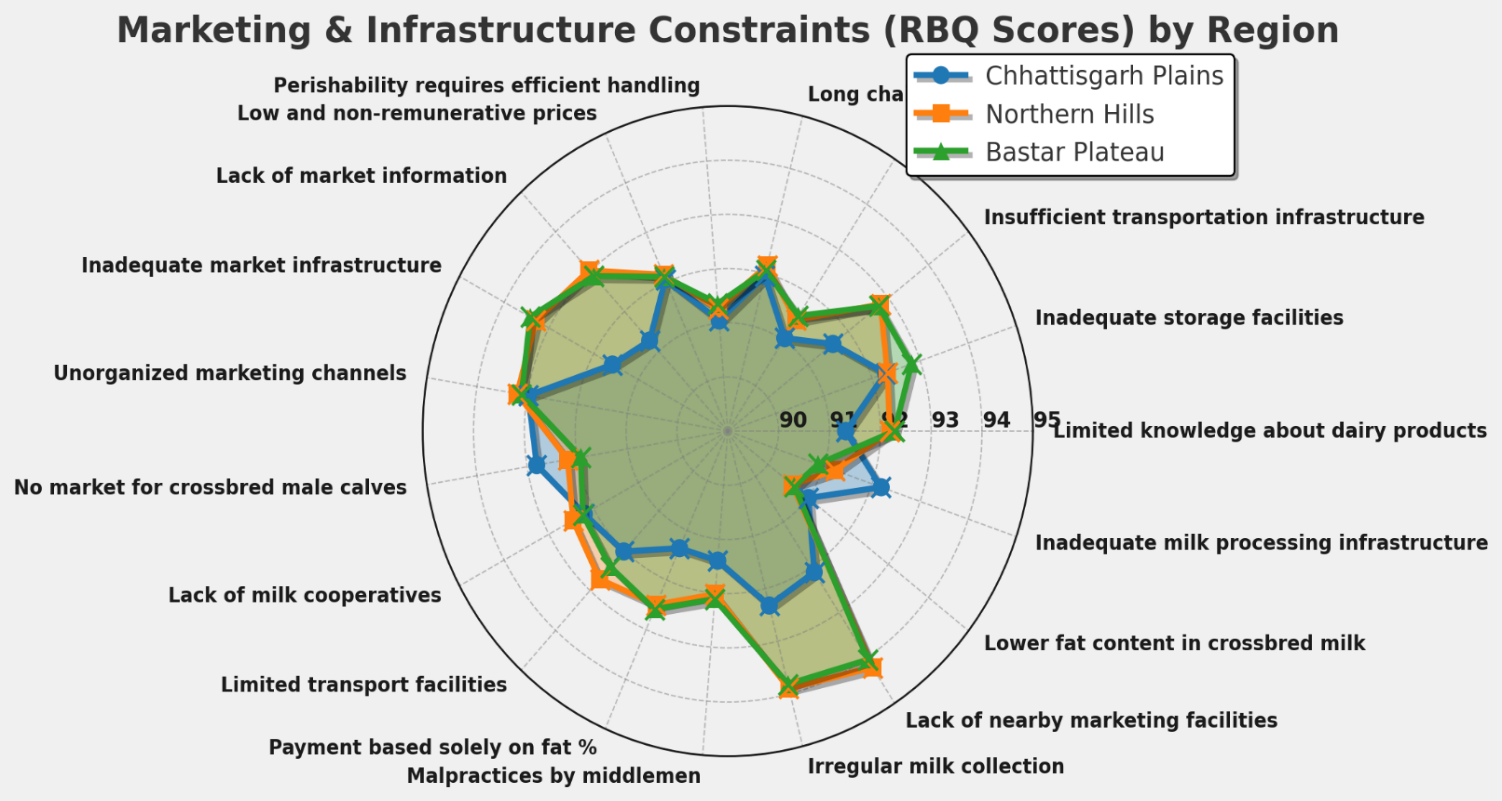 Marketing & Infrastructure Constraints (RBQ Scores) by Region
Chhattisgarh Plains
Northern Hills
Bastar Plateau
Perishability requires efficient handling
Long
Low and non-remunerative prices
Lack of market information
Insufficient transportation infrastructure
Inadequate market infrastructure
Inadequate storage facilities
Unorganized marketing channels
90 91 92 93 94 95
Limited knowledge about dairy products
No market for crossbred male calves
Inadequate milk processing infrastructure
Lack of milk cooperatives
Lower fat content in crossbred milk
Limited transport facilities
Lack of nearby marketing facilities
Payment based solely on fat %
Irregular milk collection
Malpractices by middlemen